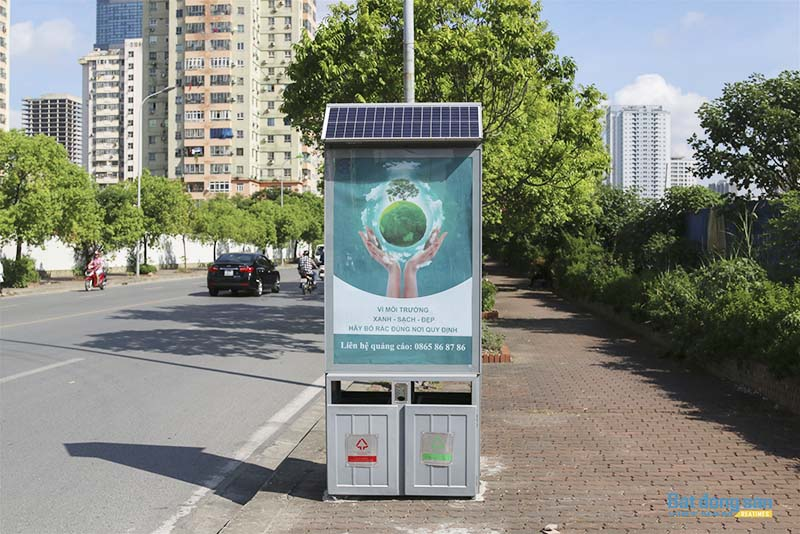 VÌ MÔI TRƯỜNG
XANH - SẠCH - ĐẸP
HÃY BỎ RÁC ĐÚNG NƠI QUY ĐỊNH
Liên hệ quảng cáo: 0865 86 87 86
Bất động sản
REATIMES